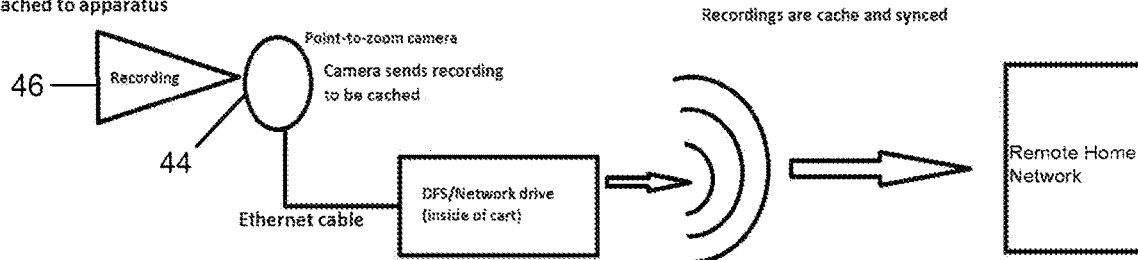 ached to apparatus
Recordings are cache and synced
Point-to-zoom camera
46
Recording
Camera sends recording
to be cached
44
DFS/Network drive
(inside of cart)
Ethernet cable
Remote Home
Network